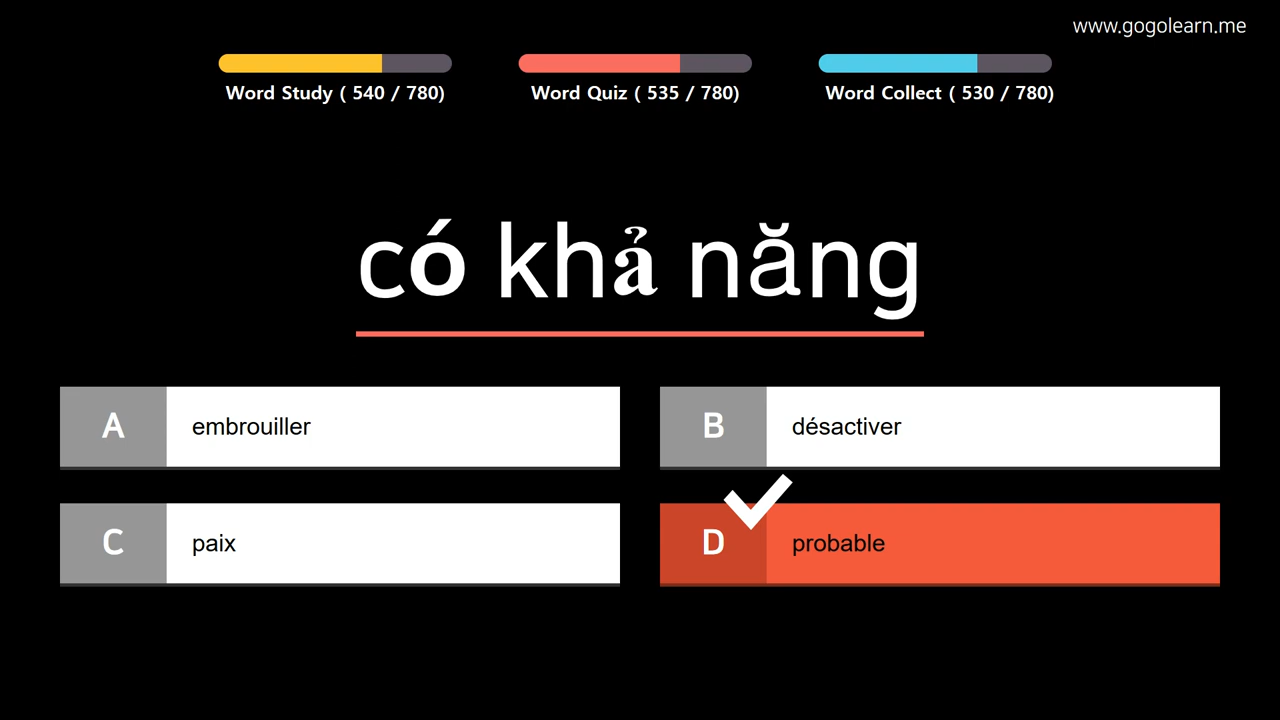 www.gogolearn.me
Word Study ( 540 / 780)
Word Quiz ( 535 / 780)
Word Collect ( 530 / 780)
có khả năng
A embrouiller
B désactiver
C paix
D probable